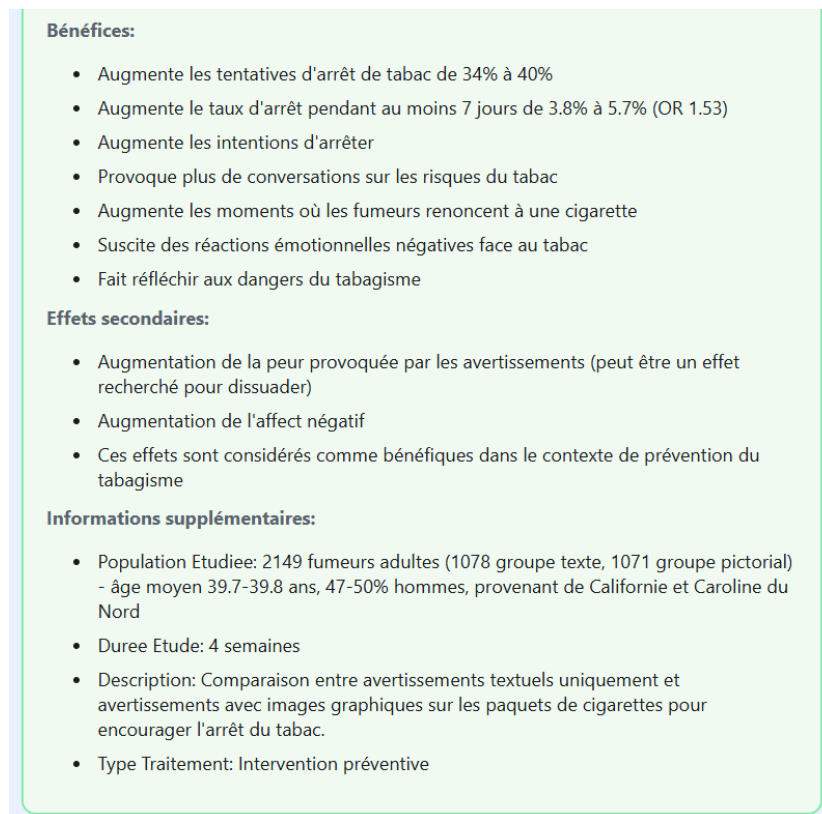 Bénéfices:
Augmente les tentatives d'arrêt de tabac de 34% à 40%
Augmente le taux d'arrêt pendant au moins 7 jours de 3.8% à 5.7% (OR 1.53)
Augmente les intentions d'arrêter
Provoque plus de conversations sur les risques du tabac
Augmente les moments où les fumeurs renoncent à une cigarette
Suscite des réactions émotionnelles négatives face au tabac
Fait réfléchir aux dangers du tabagisme
Effets secondaires:
Augmentation de la peur provoquée par les avertissements (peut être un effet
recherché pour dissuader)
Augmentation de l'affect négatif
Ces effets sont considérés comme bénéfiques dans le contexte de prévention du
tabagisme
Informations supplémentaires:
Population Etudiee: 2149 fumeurs adultes (1078 groupe texte, 1071 groupe pictorial)
- âge moyen 39.7-39.8 ans, 47-50% hommes, provenant de Californie et Caroline du
Nord
Duree Etude: 4 semaines
Description: Comparaison entre avertissements textuels uniquement et
avertissements avec images graphiques sur les paquets de cigarettes pour
encourager l'arrêt du tabac.
Type Traitement: Intervention préventive